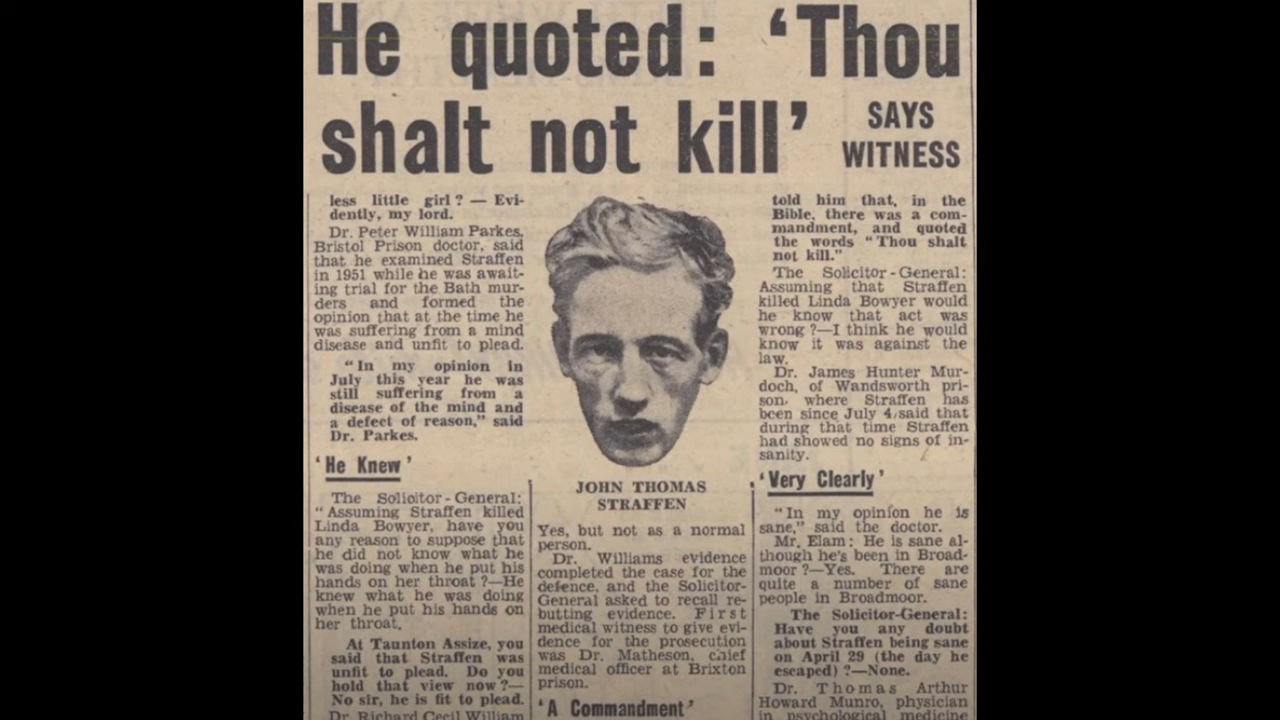 He quoted: ‘Thou
shalt not kill’
SAYS
WITNESS
less little girl? — Evi-
dently, my lord.
Dr. Peter William Parkes,
Bristol Prison doctor, said
that he examined Straffen
in 1951 while he was await-
ing trial for the Bath mur-
ders and formed the
opinion that at the time he
was suffering from a mind
disease and unfit to plead.
“In my opinion in
July this year he was
still suffering from a
disease of the mind and
a defect of reason,” said
Dr. Parkes.
‘He Knew’
The Solicitor-General:
“Assuming Straffen killed
Linda Bowyer, have you
any reason to suppose that
he did not know what he
was doing when he put his
hands on her throat?—He
knew what he was doing
when he put his hands on
her throat.
At Taunton Assize, you
said that Straffen was
unfit to plead. Do you
hold that view now?—
No sir, he is fit to plead.
Dr. Richard Cecil William
JOHN THOMAS
STRAFFEN
Yes, but not as a normal
person.
Dr. Williams evidence
completed the case for the
defence, and the Solicitor-
General asked to recall re-
butting evidence. First
medical witness to give evi-
dence for the prosecution
was Dr. Matheson, chief
medical officer at Brixton
prison.
‘A Commandment’
told him that, in the
Bible, there was a com-
mandment, and quoted
the words “Thou shalt
not kill.”
The Solicitor-General:
Assuming that Straffen
killed Linda Bowyer would
he know that act was
wrong?—I think he would
know it was against the
law.
Dr. James Hunter Mur-
doch, of Wandsworth pri-
son, where Straffen has
been since July 4, said that
during that time Straffen
had showed no signs of in-
sanity.
‘Very Clearly’
“In my opinion he is
sane,” said the doctor.
Mr. Elam: He is sane al-
though he's been in Broad-
moor?—Yes. There are
quite a number of sane
people in Broadmoor.
The Solicitor-General:
Have you any doubt
about Straffen being sane
on April 29 (the day he
escaped)?—None.
Dr. Thomas Arthur
Howard Munro, physician
in psychological medicine